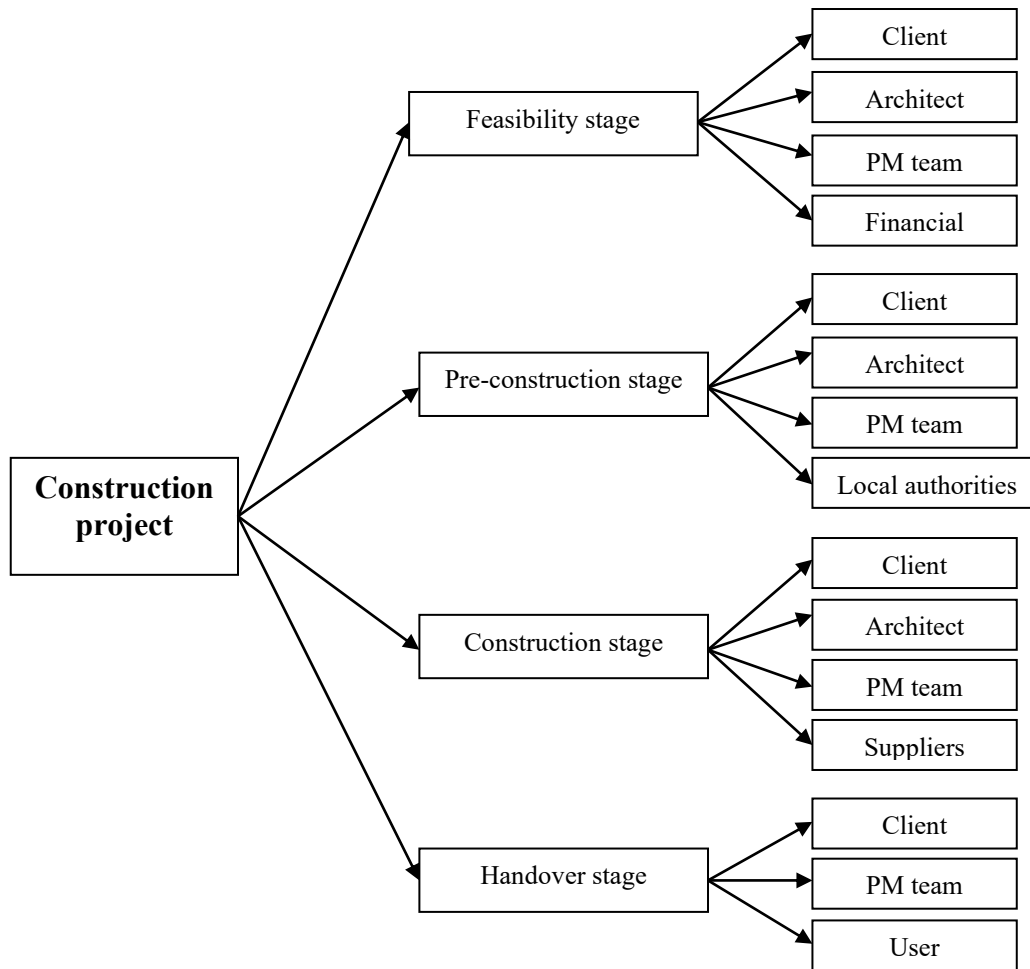 Construction
project
Feasibility stage
Client
Architect
PM team
Financial
Pre-construction stage
Client
Architect
PM team
Local authorities
Construction stage
Client
Architect
PM team
Suppliers
Handover stage
Client
PM team
User